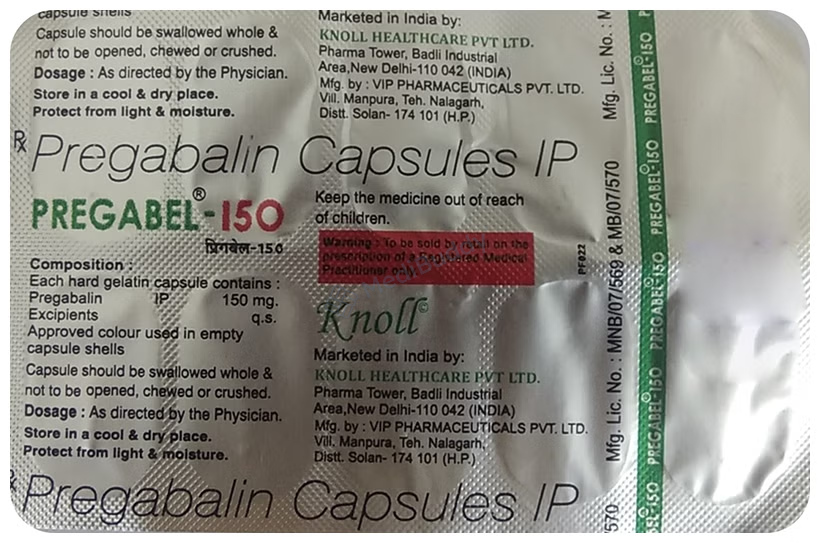 capsule shells
Capsule should be swallowed whole &
not to be opened, chewed or crushed.
Dosage : As directed by the Physician.
Store in a cool & dry place.
Protect from light & moisture.
Marketed in India by:
KNOLL HEALTHCARE PVT LTD.
Pharma Tower, Badli Industrial
Area,New Delhi-110 042 (INDIA)
Mfg. by : VIP PHARMACEUTICALS PVT. LTD.
Vill. Manpura, Teh. Nalagarh,
Distt. Solan- 174 101 (H.P.)
Rx Pregabalin Capsules IP
PREGABEL®-150
प्रिगबेल-150
Composition :
Each hard gelatin capsule contains :
Pregabalin IP 150 mg.
Excipients q.s.
Approved colour used in empty
capsule shells
Capsule should be swallowed whole &
not to be opened, chewed or crushed.
Dosage : As directed by the Physician.
Store in a cool & dry place.
Protect from light & moisture.
Keep the medicine out of reach
of children.
Warning : To be sold by retail on the
prescription of a Registered Medical
Practitioner only.
PF022
Knoll©
Marketed in India by:
KNOLL HEALTHCARE PVT LTD.
Pharma Tower, Badli Industrial
Area,New Delhi-110 042 (INDIA)
Mfg. by : VIP PHARMACEUTICALS PVT. LTD.
Vill. Manpura, Teh. Nalagarh,
Distt. Solan- 174 101 (H.P.)
Pregabalin Capsules IP
Mfg. Lic. No. : M
Mfg. Lic. No. : MNB/07/569 & MB/07/570
570
PREGABEL®-150
PREGABEL®-150
PREGABEL®-150
PREGABEL®-150
BEL®-150